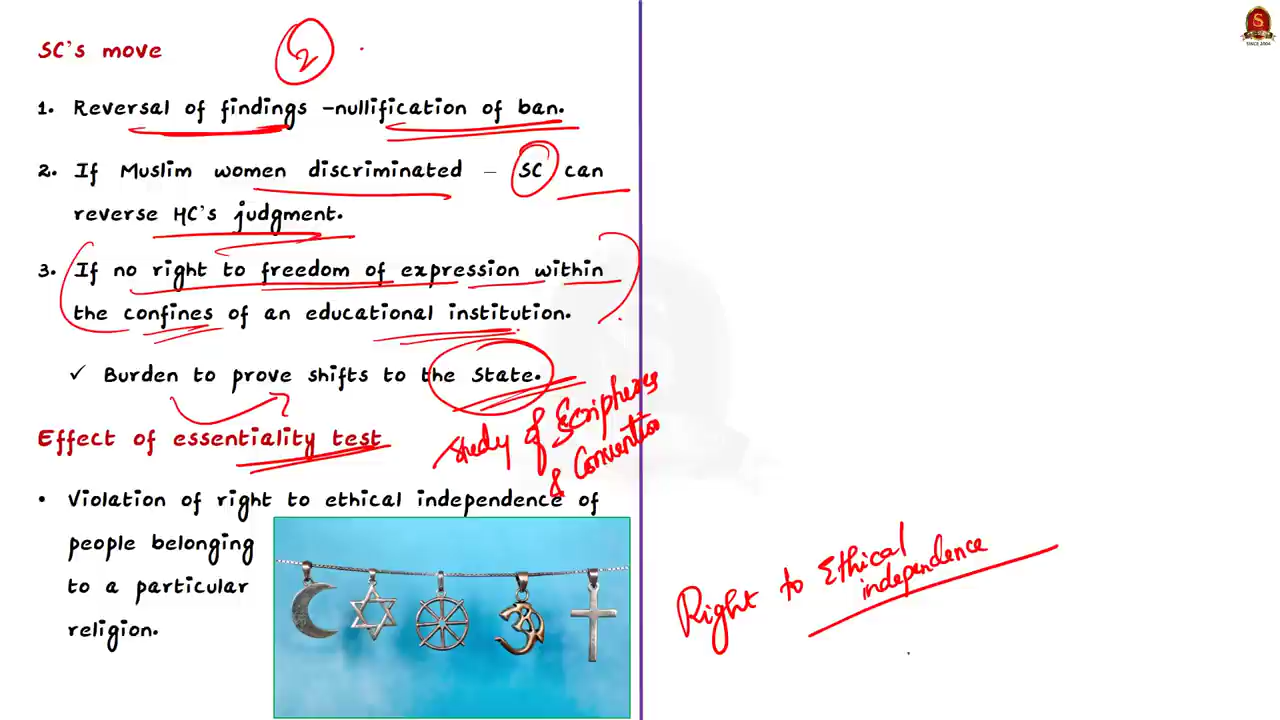 SC's move
2
1. Reversal of findings –nullification of ban.
2. If Muslim women discriminated – SC can
reverse HC's judgment.
3. If no right to freedom of expression within
the confines of an educational institution.
✓ Burden to prove shifts to the State.
Study of Scriptures
& Convention
Effect of essentiality test
• Violation of right to ethical independence of
people belonging
to a particular
religion.
Right to Ethical
independence
S
SINCE 2004